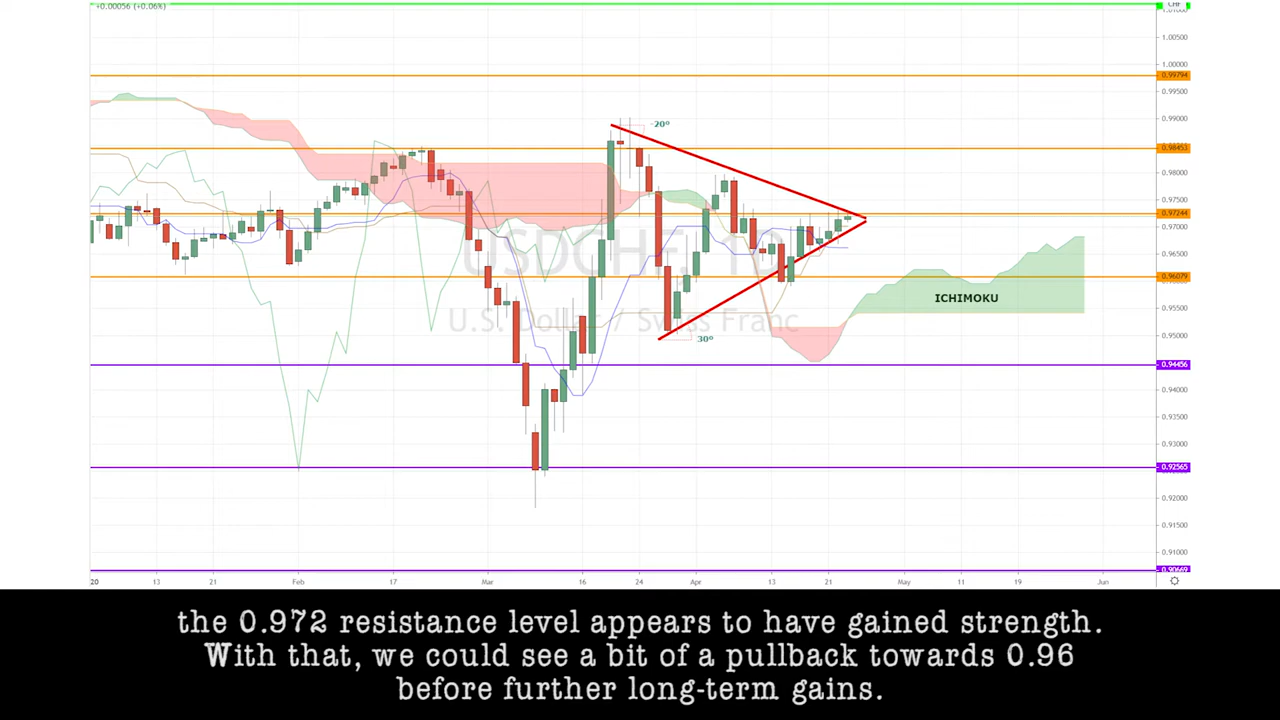 +0.00056 (+0.06%)
CHF
1.00500
1.00000
0.99794
0.99500
0.99000
-20º
0.98453
0.98000
0.97500
0.97244
0.97000
USDCHF, 1D
0.96500
0.96079
ICHIMOKU
0.95500
U.S. Dollar / Swiss Franc
0.95000
30º
0.94456
0.94000
0.93500
0.93000
0.92565
0.92000
0.91500
0.91000
0.90669
20 13 21 Feb 17 Mar 16 24 Apr 13 21 May 11 19 Jun
the 0.972 resistance level appears to have gained strength.
With that, we could see a bit of a pullback towards 0.96
before further long-term gains.